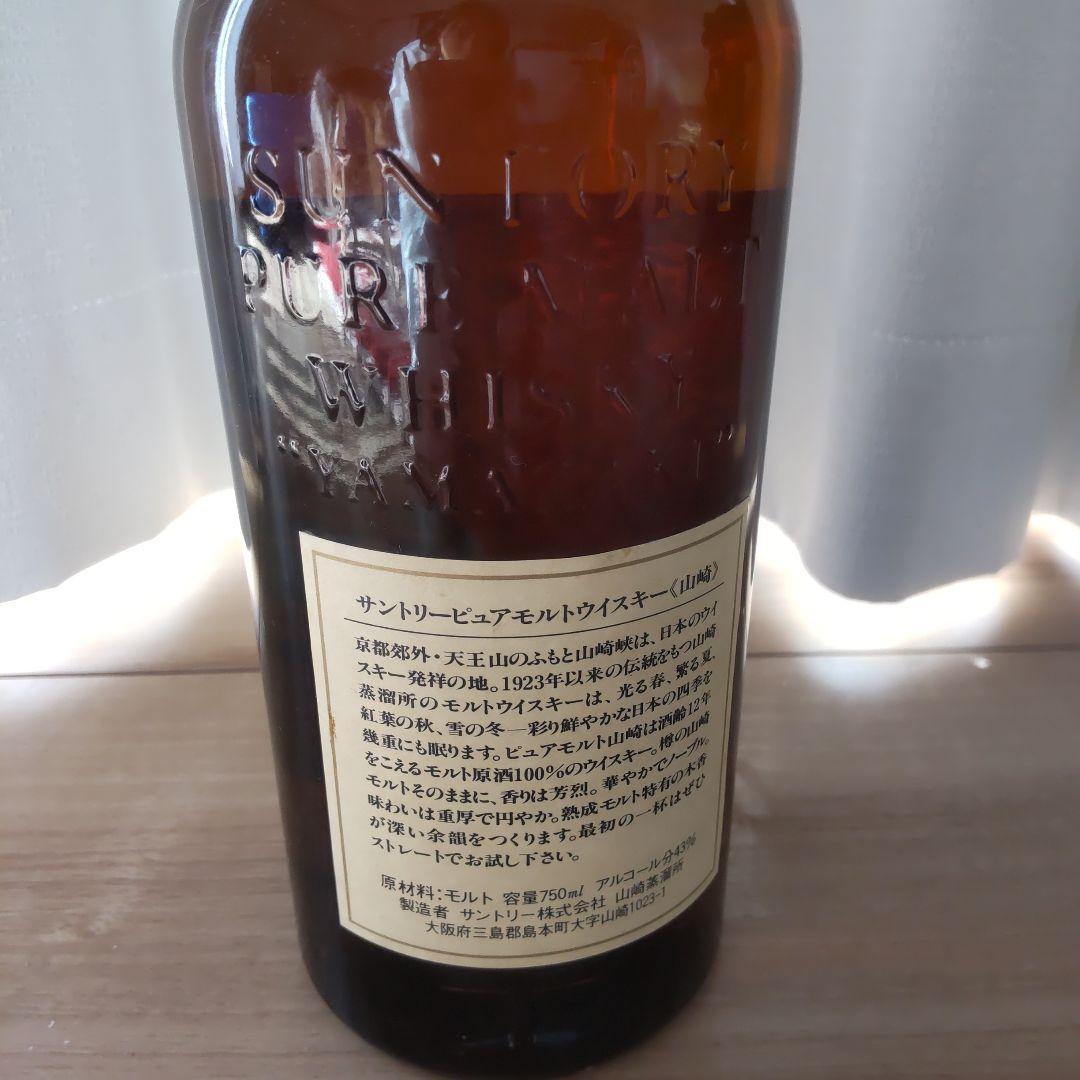 SUNTORY
PURE MALT
WHISKY
"YAMAZAKI"
サントリーピュアモルトウイスキー《山崎》
京都郊外・天王山のふもと山崎峡は、日本のウイ
スキー発祥の地。1923年以来の伝統をもつ山崎
蒸溜所のモルトウイスキーは、光る春、繁る夏、
紅葉の秋、雪の冬—彩り鮮やかな日本の四季を
幾重にも眠ります。ピュアモルト山崎は酒齢12年
をこえるモルト原酒100%のウイスキー。樽の山崎
モルトそのままに、香りは芳烈。華やかでノーブル。
味わいは重厚で円やか。熟成モルト特有の木香
が深い余韻をつくります。最初の一杯はぜひ
ストレートでお試し下さい。
原材料:モルト 容量750ml アルコール分43%
製造者 サントリー株式会社 山崎蒸溜所
大阪府三島郡島本町大字山崎1023-1